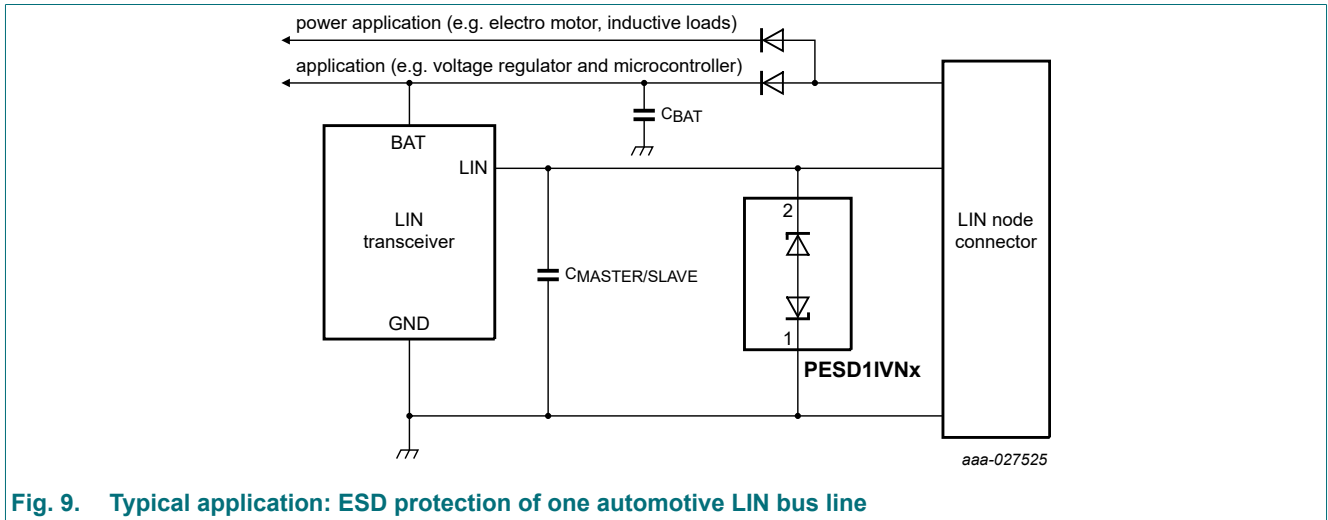 power application (e.g. electro motor, inductive loads)
application (e.g. voltage regulator and microcontroller)
CBAT
BAT
LIN
LIN
transceiver
GND
CMASTER/SLAVE
2
1
PESD1IVNx
LIN node
connector
aaa-027525
Fig. 9. Typical application: ESD protection of one automotive LIN bus line